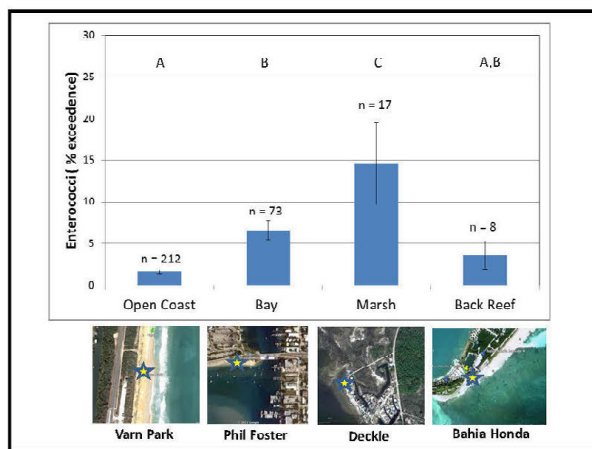 30
A B C A,B
25
20
n = 17
15
10
n = 73
n – 8
5
n = 212
0
Enterococci ( % exceedence)
Open Coast Bay Marsh Back Reef
Varn Park Phil Foster Deckle Bahia Honda